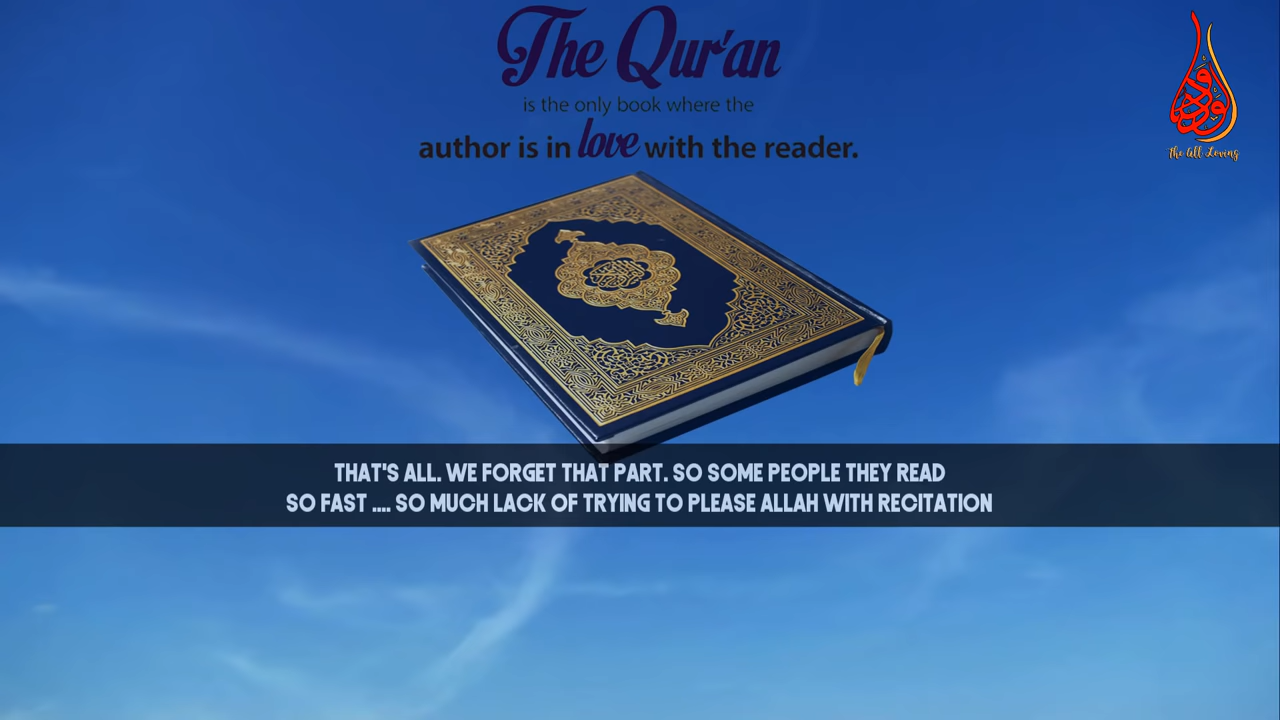 The Qur'an
is the only book where the
author is in love with the reader.
The All Loving
THAT'S ALL. WE FORGET THAT PART. SO SOME PEOPLE THEY READ
SO FAST .... SO MUCH LACK OF TRYING TO PLEASE ALLAH WITH RECITATION